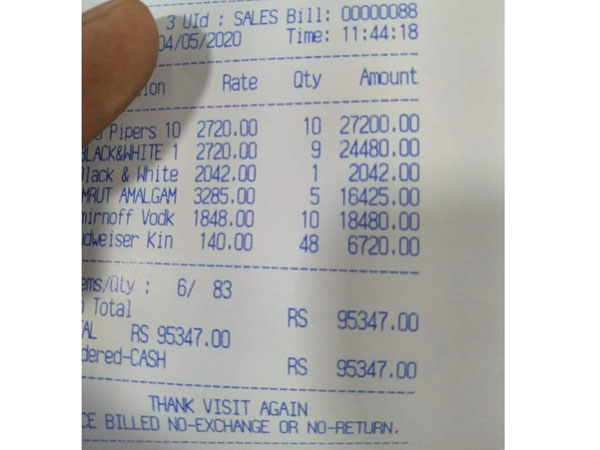 3 UId : SALES Bill: 00000088
04/05/2020 Time: 11:44:18
Rate Qty Amount
Pipers 10 2720.00 10 27200.00
BLACK&WHITE 1 2720.00 9 24480.00
lack & White 2042.00 1 2042.00
MRUT AMALGAM 3285.00 5 16425.00
mirnoff Vodk 1848.00 10 18480.00
udweiser Kin 140.00 48 6720.00
ems/Qty : 6/ 83
Total
RS 95347.00
AL RS 95347.00
dered-CASH
RS 95347.00
THANK VISIT AGAIN
CE BILLED NO-EXCHANGE OR NO-RETURN.